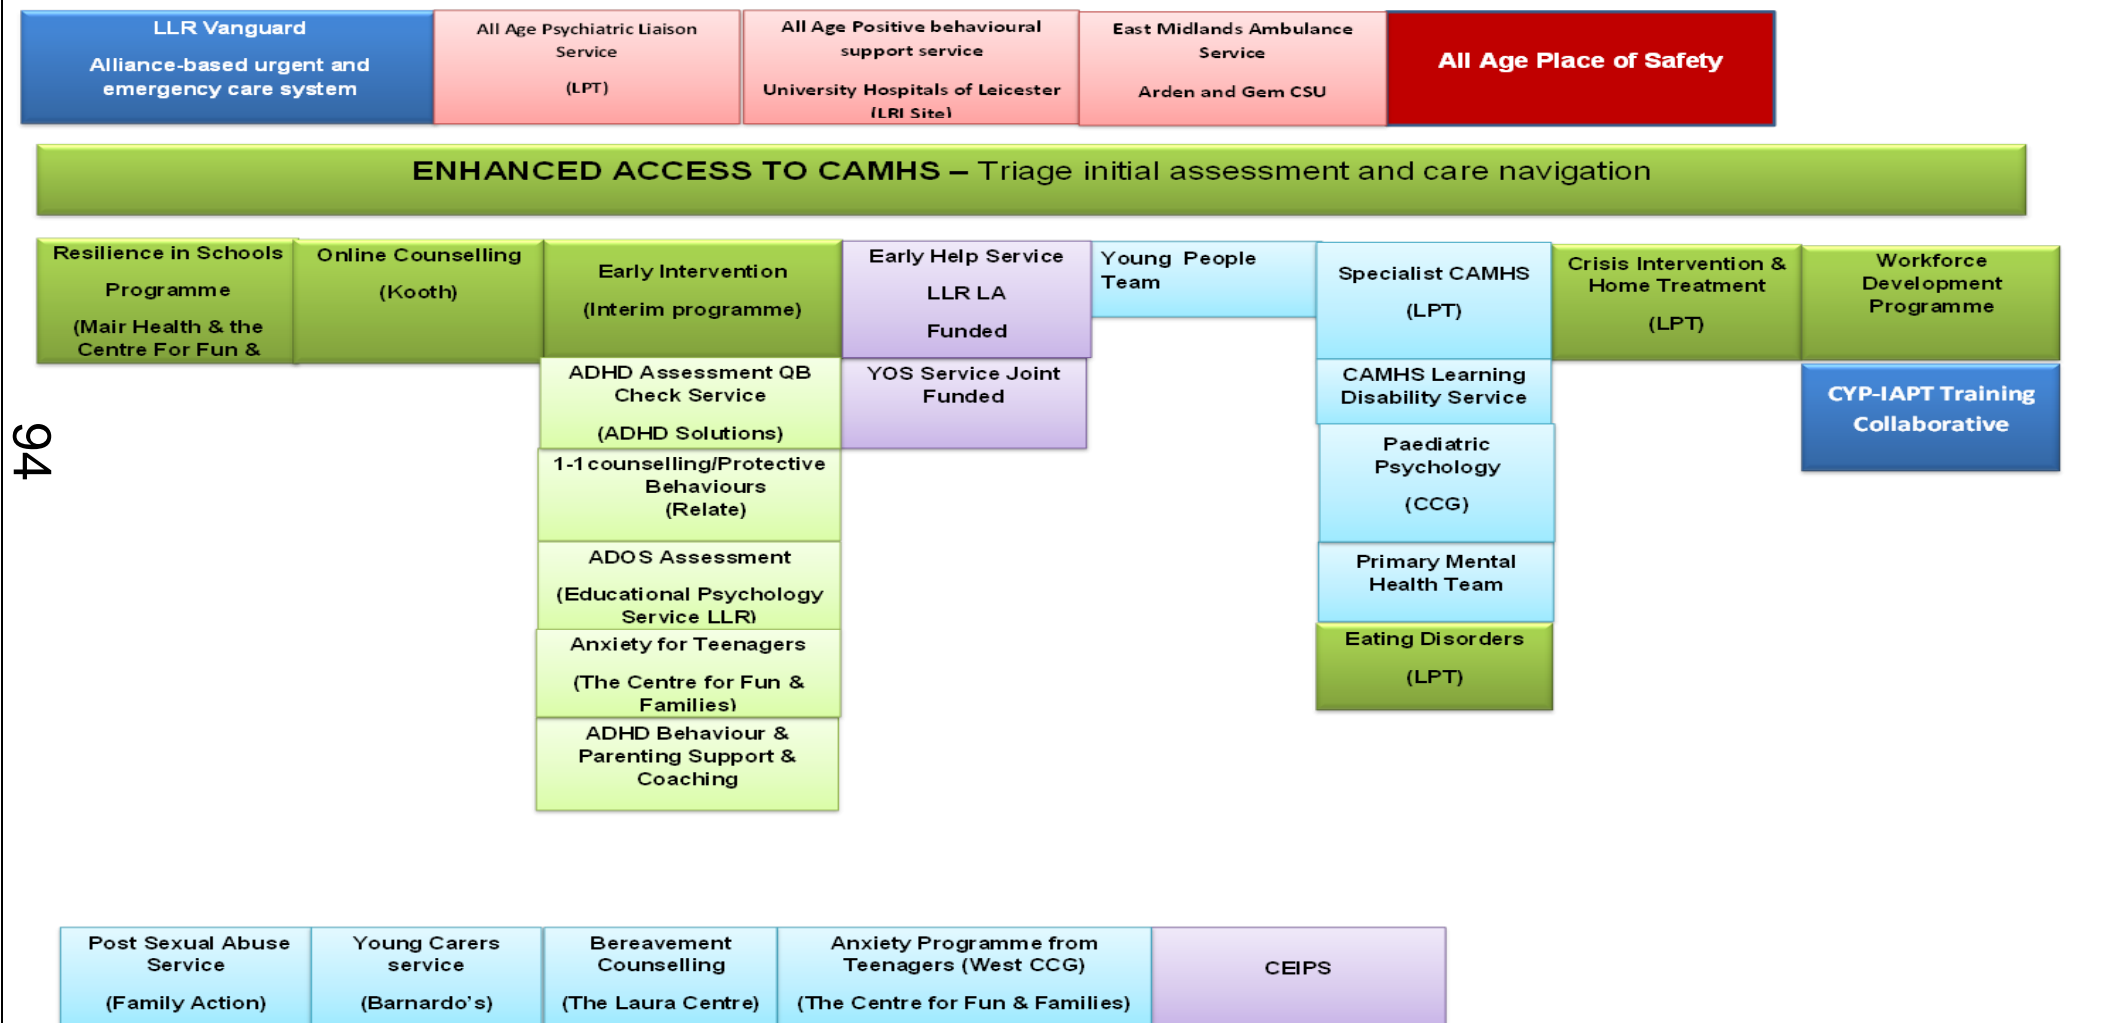 LLR Vanguard
Alliance-based urgent and
emergency care system
All Age Psychiatric Liaison
Service
(LPT)
All Age Positive behavioural
support service
University Hospitals of Leicester
(LRI Site)
East Midlands Ambulance
Service
Arden and Gem CSU
All Age Place of Safety
ENHANCED ACCESS TO CAMHS – Triage initial assessment and care navigation
Resilience in Schools
Programme
(Mair Health & the
Centre For Fun &
Online Counselling
(Kooth)
Early Intervention
(Interim programme)
ADHD Assessment QB
Check Service
(ADHD Solutions)
1-1 counselling/Protective
Behaviours
(Relate)
ADOS Assessment
(Educational Psychology
Service LLR)
Anxiety for Teenagers
(The Centre for Fun &
Families)
ADHD Behaviour &
Parenting Support &
Coaching
Early Help Service
LLR LA
Funded
YOS Service Joint
Funded
Young People
Team
Specialist CAMHS
(LPT)
CAMHS Learning
Disability Service
Paediatric
Psychology
(CCG)
Primary Mental
Health Team
Eating Disorders
(LPT)
Crisis Intervention &
Home Treatment
(LPT)
Workforce
Development
Programme
CYP-IAPT Training
Collaborative
94
Post Sexual Abuse
Service
(Family Action)
Young Carers
service
(Barnardo's)
Bereavement
Counselling
(The Laura Centre)
Anxiety Programme from
Teenagers (West CCG)
(The Centre for Fun & Families)
CEIPS